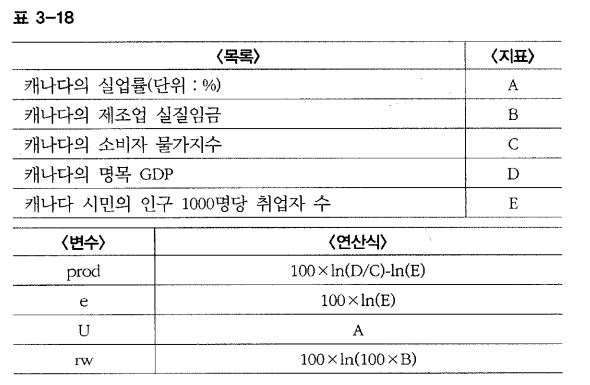 표 3-18
<목록> <지표>
캐나다의 실업률(단위 : %) A
캐나다의 제조업 실질임금 B
캐나다의 소비자 물가지수 C
캐나다의 명목 GDP D
캐나다 시민의 인구 1000명당 취업자 수 E
<변수> <연산식>
prod 100×ln(D/C)-ln(E)
e 100×ln(E)
U A
rw 100×ln(100×B)